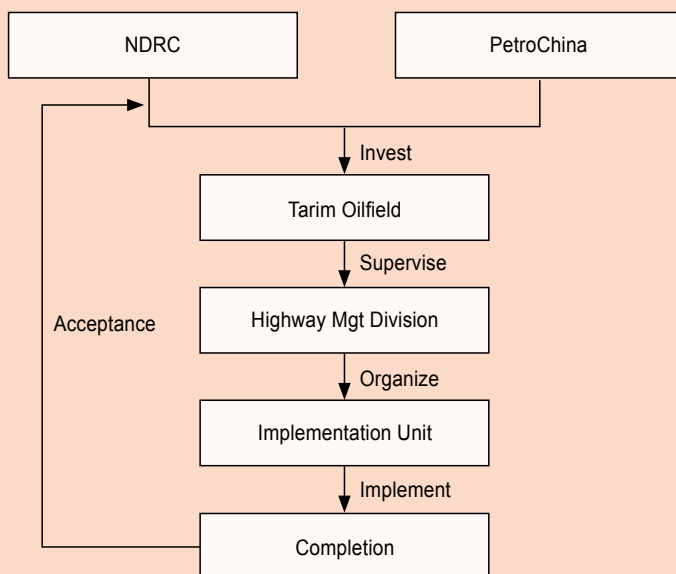 NDRC
PetroChina
Invest
Tarim Oilfield
Supervise
Highway Mgt Division
Acceptance
Organize
Implementation Unit
Implement
Completion